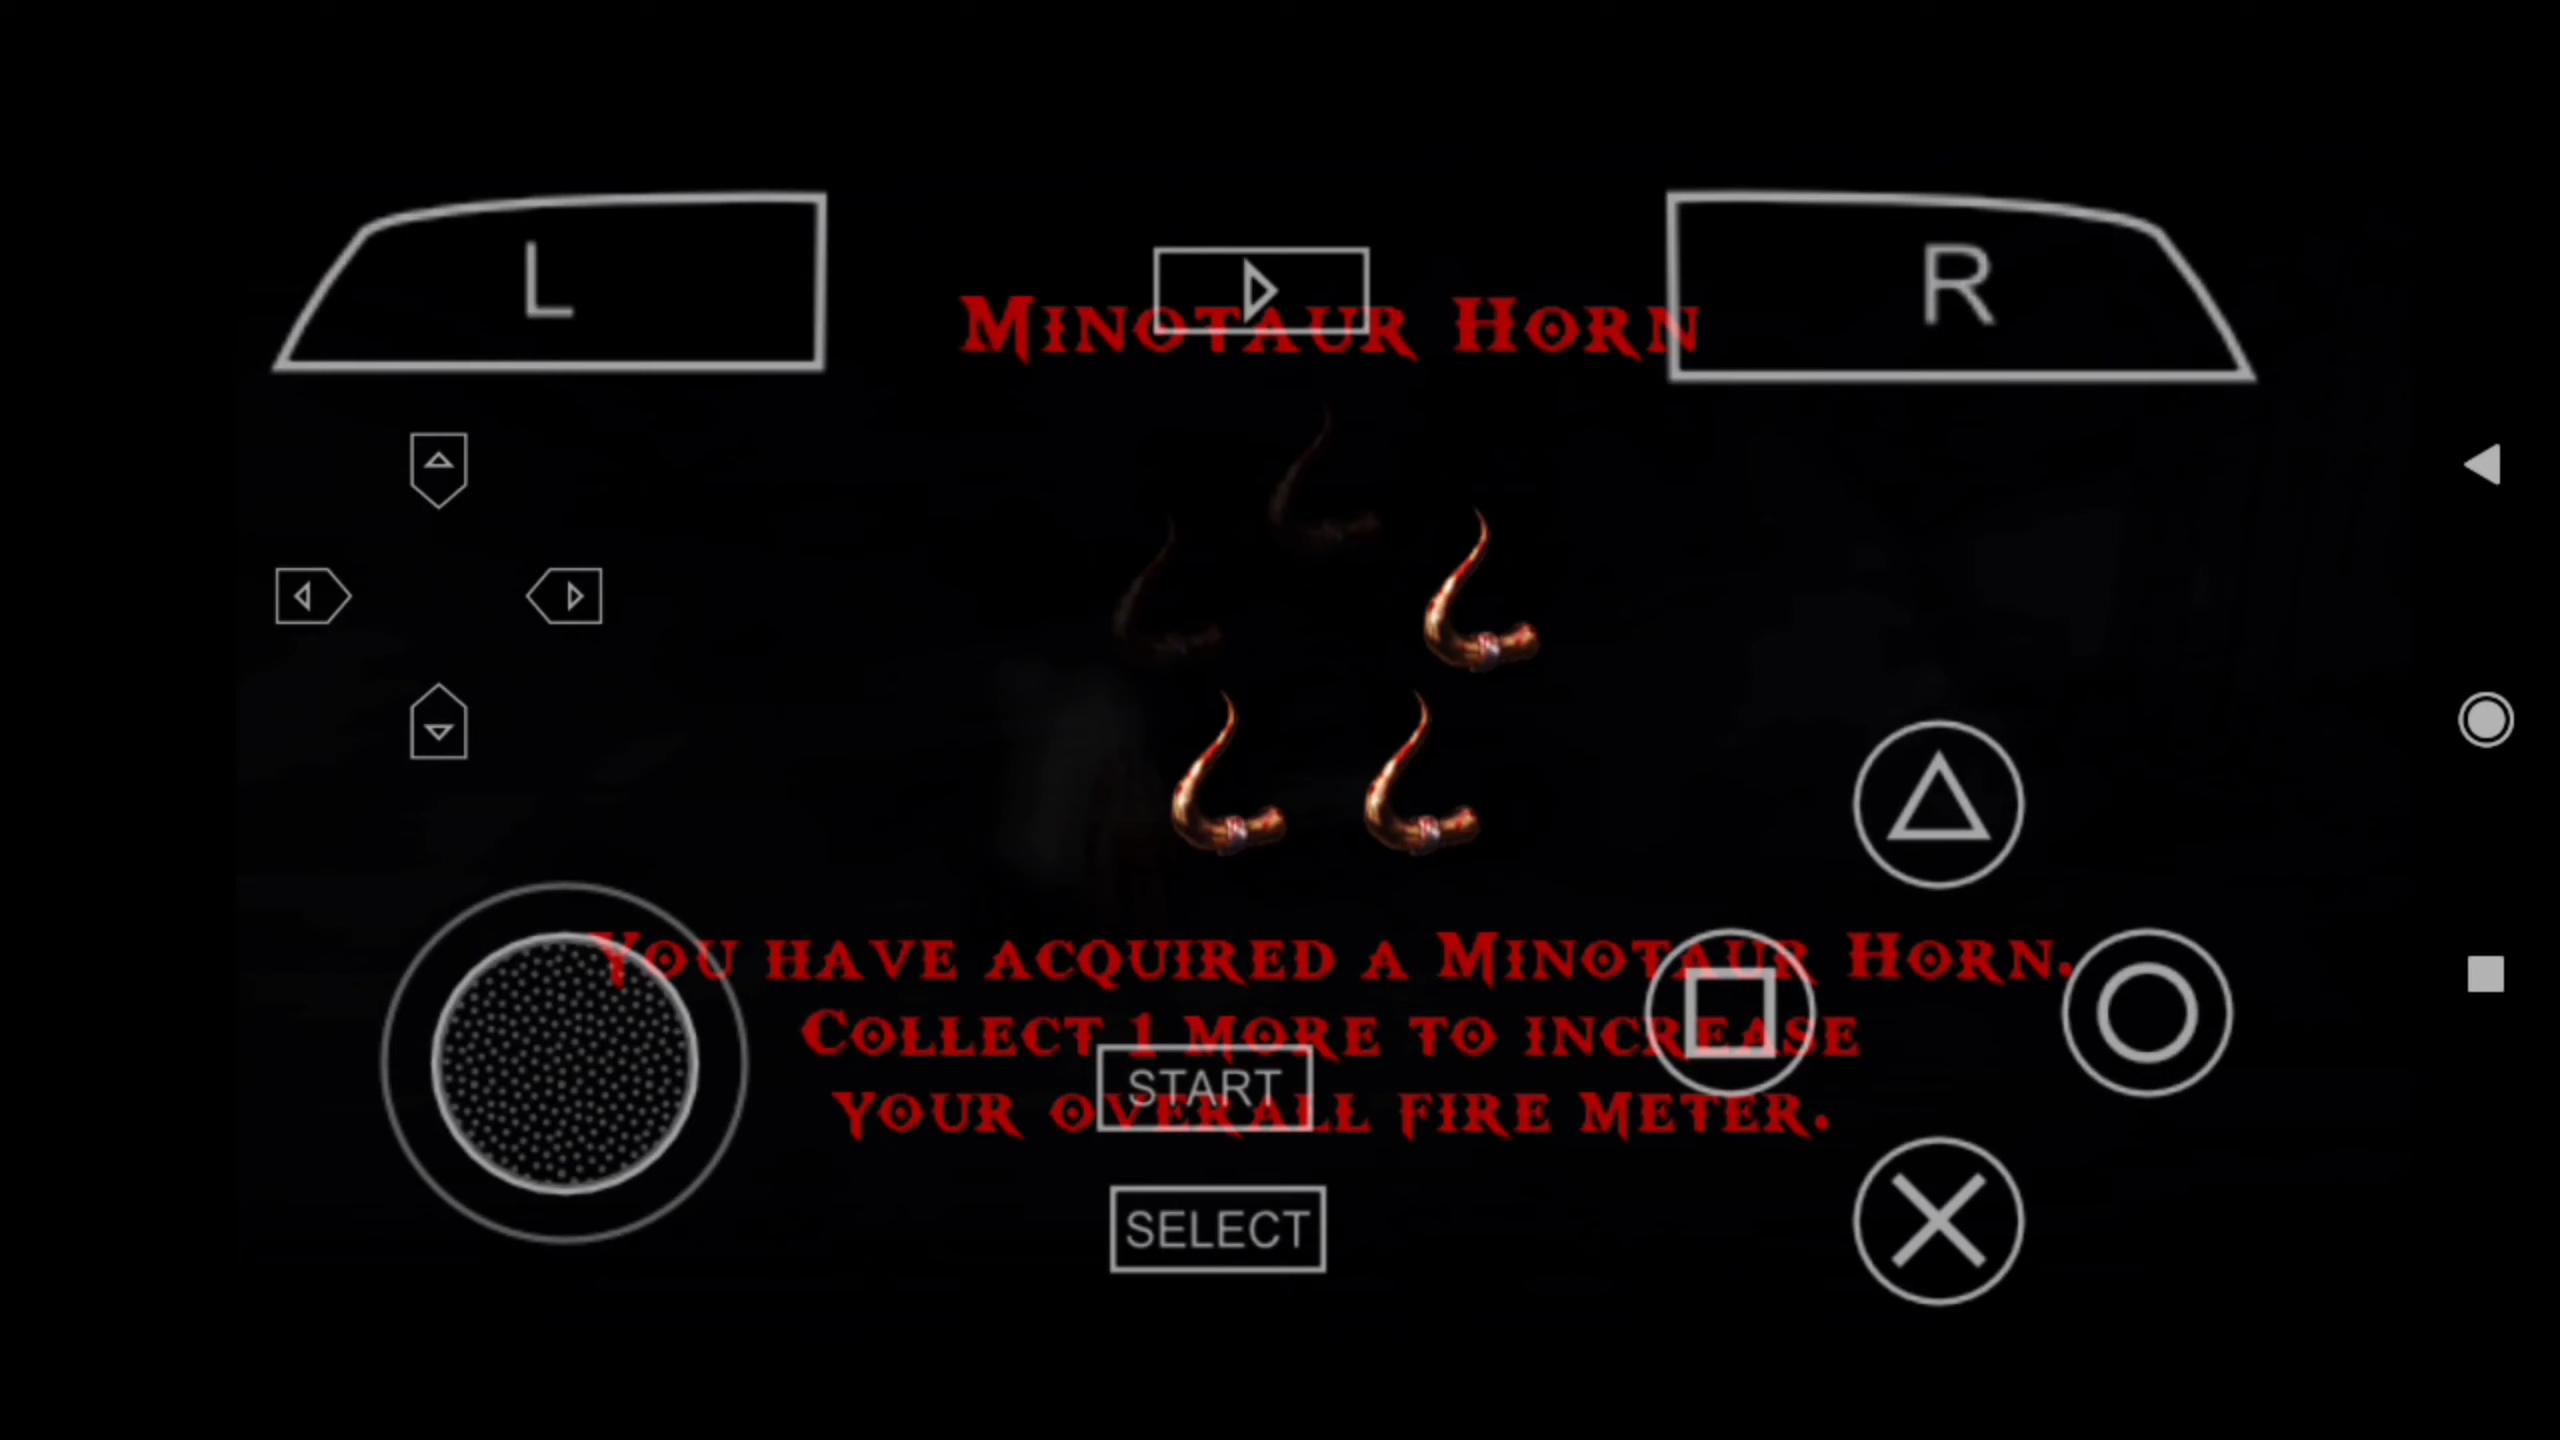 L
R
Minotaur Horn
You have acquired a Minotaur Horn.
Collect 1 more to increase
your overall fire meter.
START
SELECT